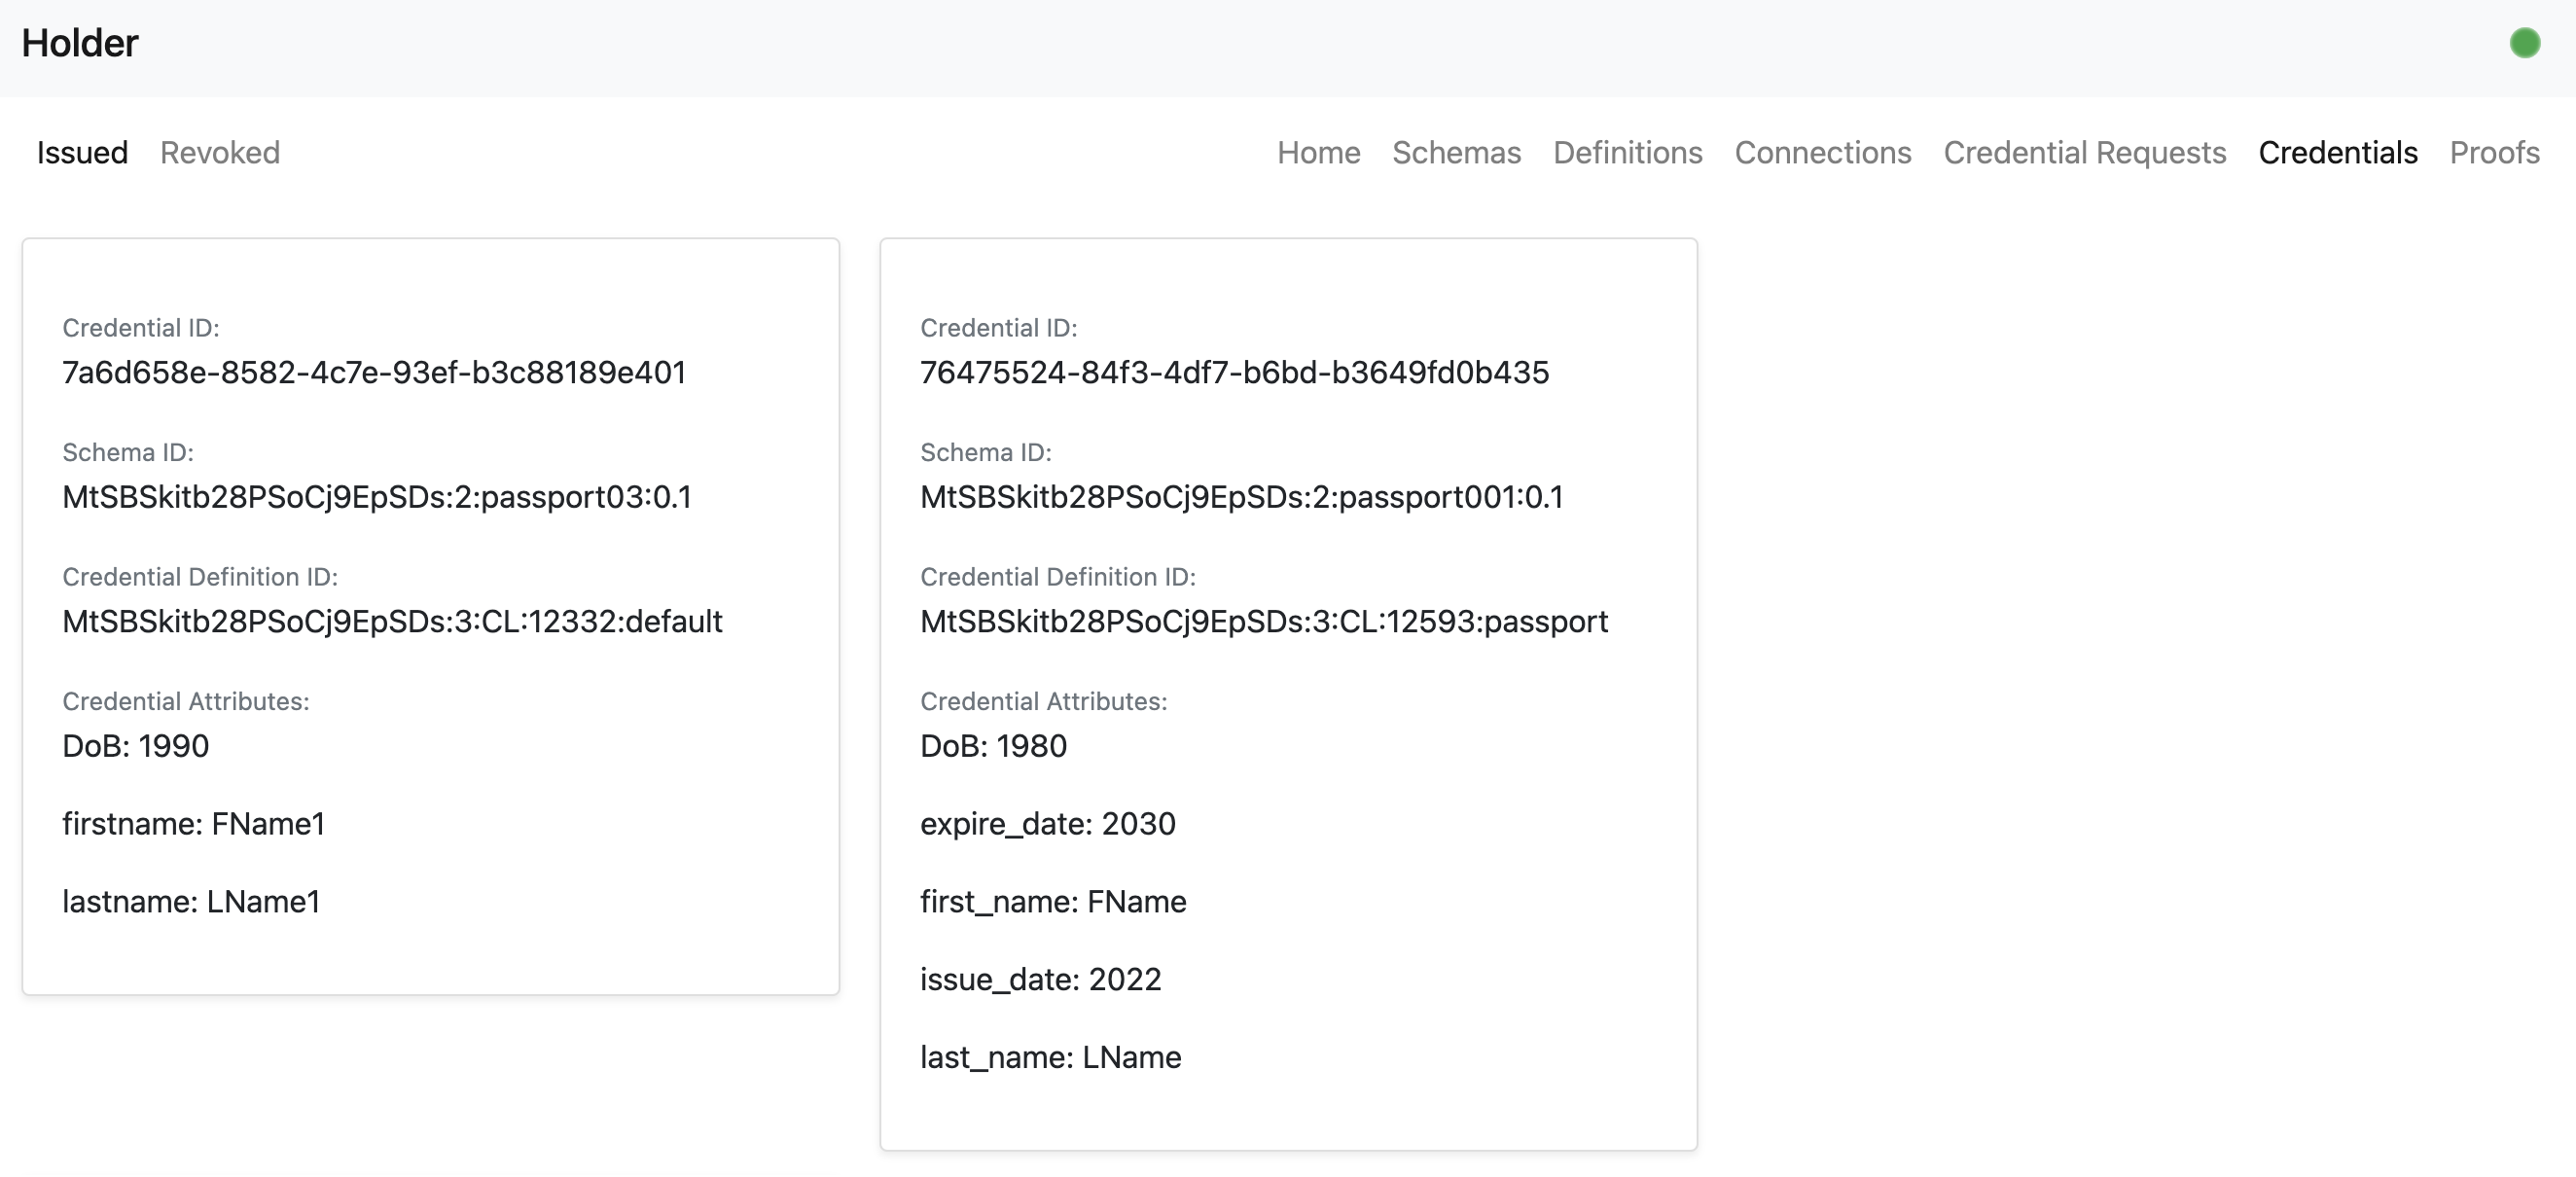 Holder
Issued Revoked Home Schemas Definitions Connections Credential Requests Credentials Proofs
Credential ID:
7a6d658e-8582-4c7e-93ef-b3c88189e401
Schema ID:
MtSBSkitb28PSoCj9EpSDs:2:passport03:0.1
Credential Definition ID:
MtSBSkitb28PSoCj9EpSDs:3:CL:12332:default
Credential Attributes:
DoB: 1990
firstname: FName1
lastname: LName1
Credential ID:
76475524-84f3-4df7-b6bd-b3649fd0b435
Schema ID:
MtSBSkitb28PSoCj9EpSDs:2:passport001:0.1
Credential Definition ID:
MtSBSkitb28PSoCj9EpSDs:3:CL:12593:passport
Credential Attributes:
DoB: 1980
expire_date: 2030
first_name: FName
issue_date: 2022
last_name: LName